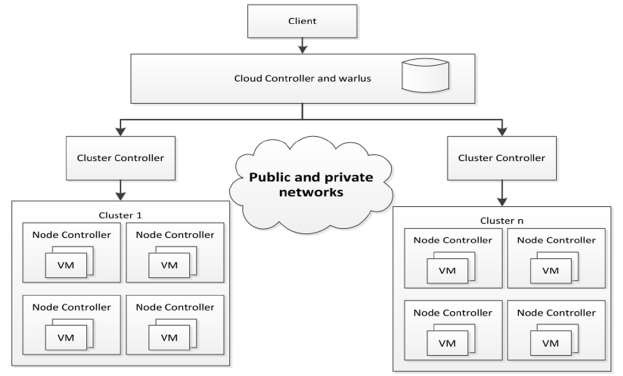 Client
Cloud Controller and warlus
Cluster Controller
Public and private
networks
Cluster Controller
Cluster 1
Node Controller
VM
Node Controller
VM
Node Controller
VM
Node Controller
VM
Cluster n
Node Controller
VM
Node Controller
VM
Node Controller
VM
Node Controller
VM